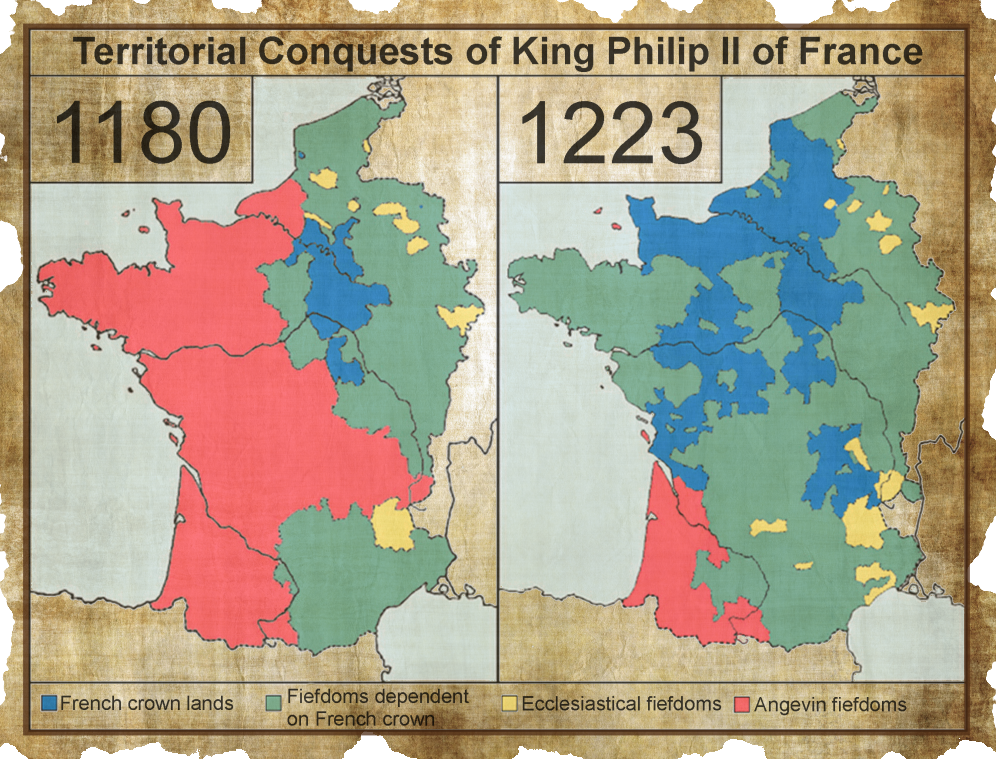 Territorial Conquests of King Philip II of France
1180
1223
French crown lands
Fiefdoms dependent
on French crown
Ecclesiastical fiefdoms
Angevin fiefdoms